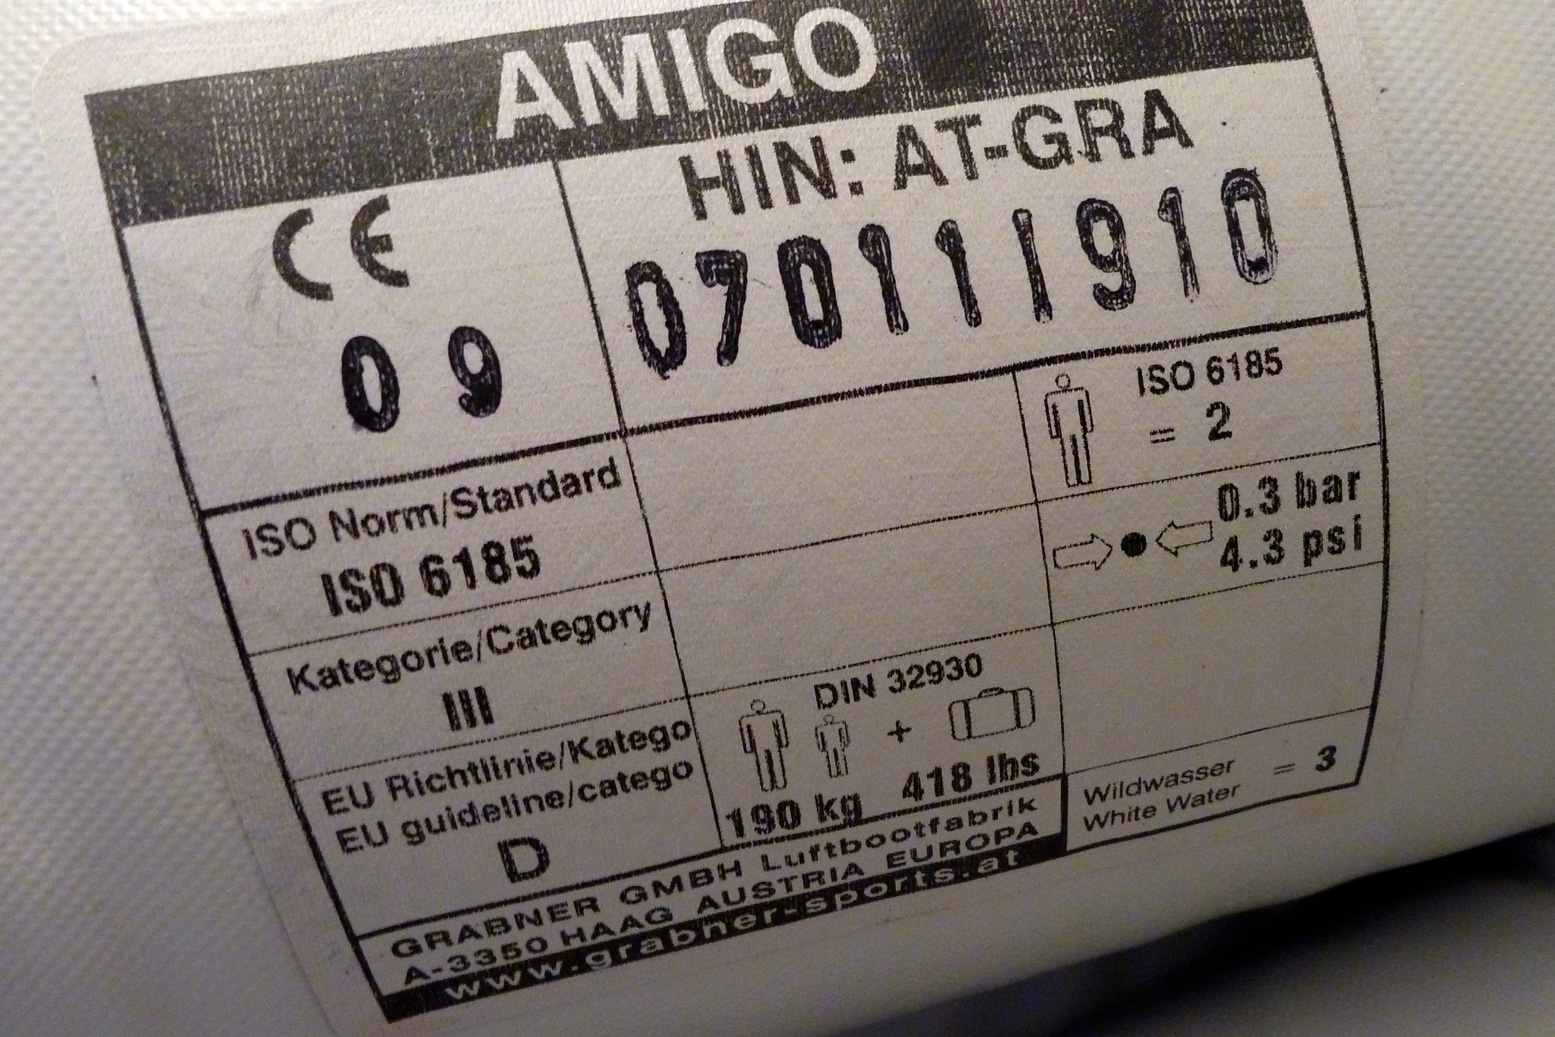 AMIGO
CE
09
HIN: AT-GRA
070111910
ISO 6185
= 2
ISO Norm/Standard
ISO 6185
0.3 bar
4.3 psi
Kategorie/Category
III
EU Richtlinie/Katego
EU guideline/catego
D
DIN 32930
+
190 kg 418 lbs
Wildwasser
White Water = 3
GRABNER GMBH Luftbootfabrik
A-3350 HAAG AUSTRIA EUROPA
www.grabner-sports.at